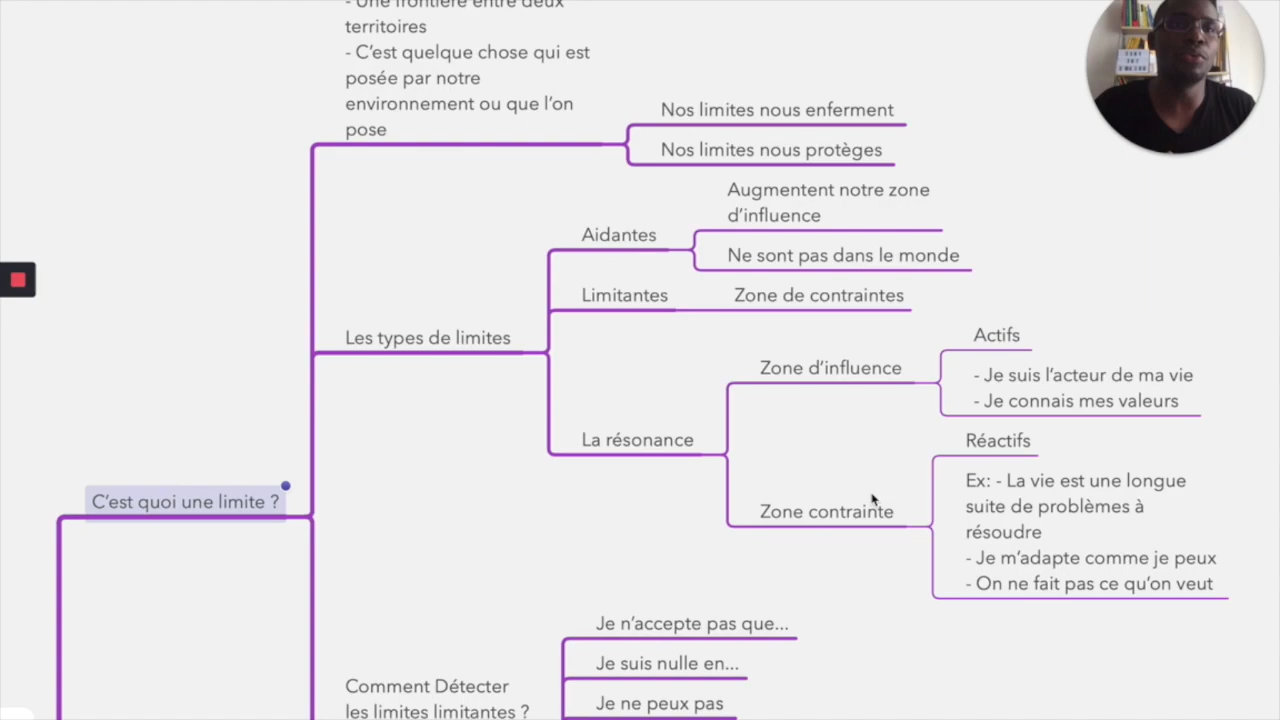 - Une frontière entre deux
territoires
- C'est quelque chose qui est
posée par notre
environnement ou que l'on
pose
Nos limites nous enferment
Nos limites nous protèges
Augmentent notre zone
d'influence
Aidantes
Ne sont pas dans le monde
Limitantes
Zone de contraintes
Les types de limites
Actifs
Zone d'influence
- Je suis l'acteur de ma vie
- Je connais mes valeurs
La résonance
Réactifs
Ex: - La vie est une longue
suite de problèmes à
résoudre
- Je m'adapte comme je peux
- On ne fait pas ce qu'on veut
Zone contrainte
C'est quoi une limite ?
Je n'accepte pas que...
Je suis nulle en...
Je ne peux pas
Comment Détecter
les limites limitantes ?